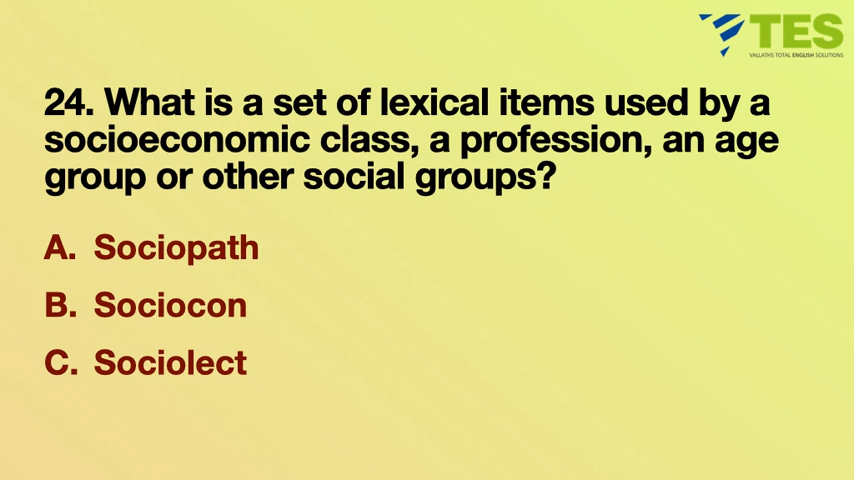 TES
VALLATHS TOTAL ENGLISH SOLUTIONS
24. What is a set of lexical items used by a
socioeconomic class, a profession, an age
group or other social groups?
A. Sociopath
B. Sociocon
C. Sociolect